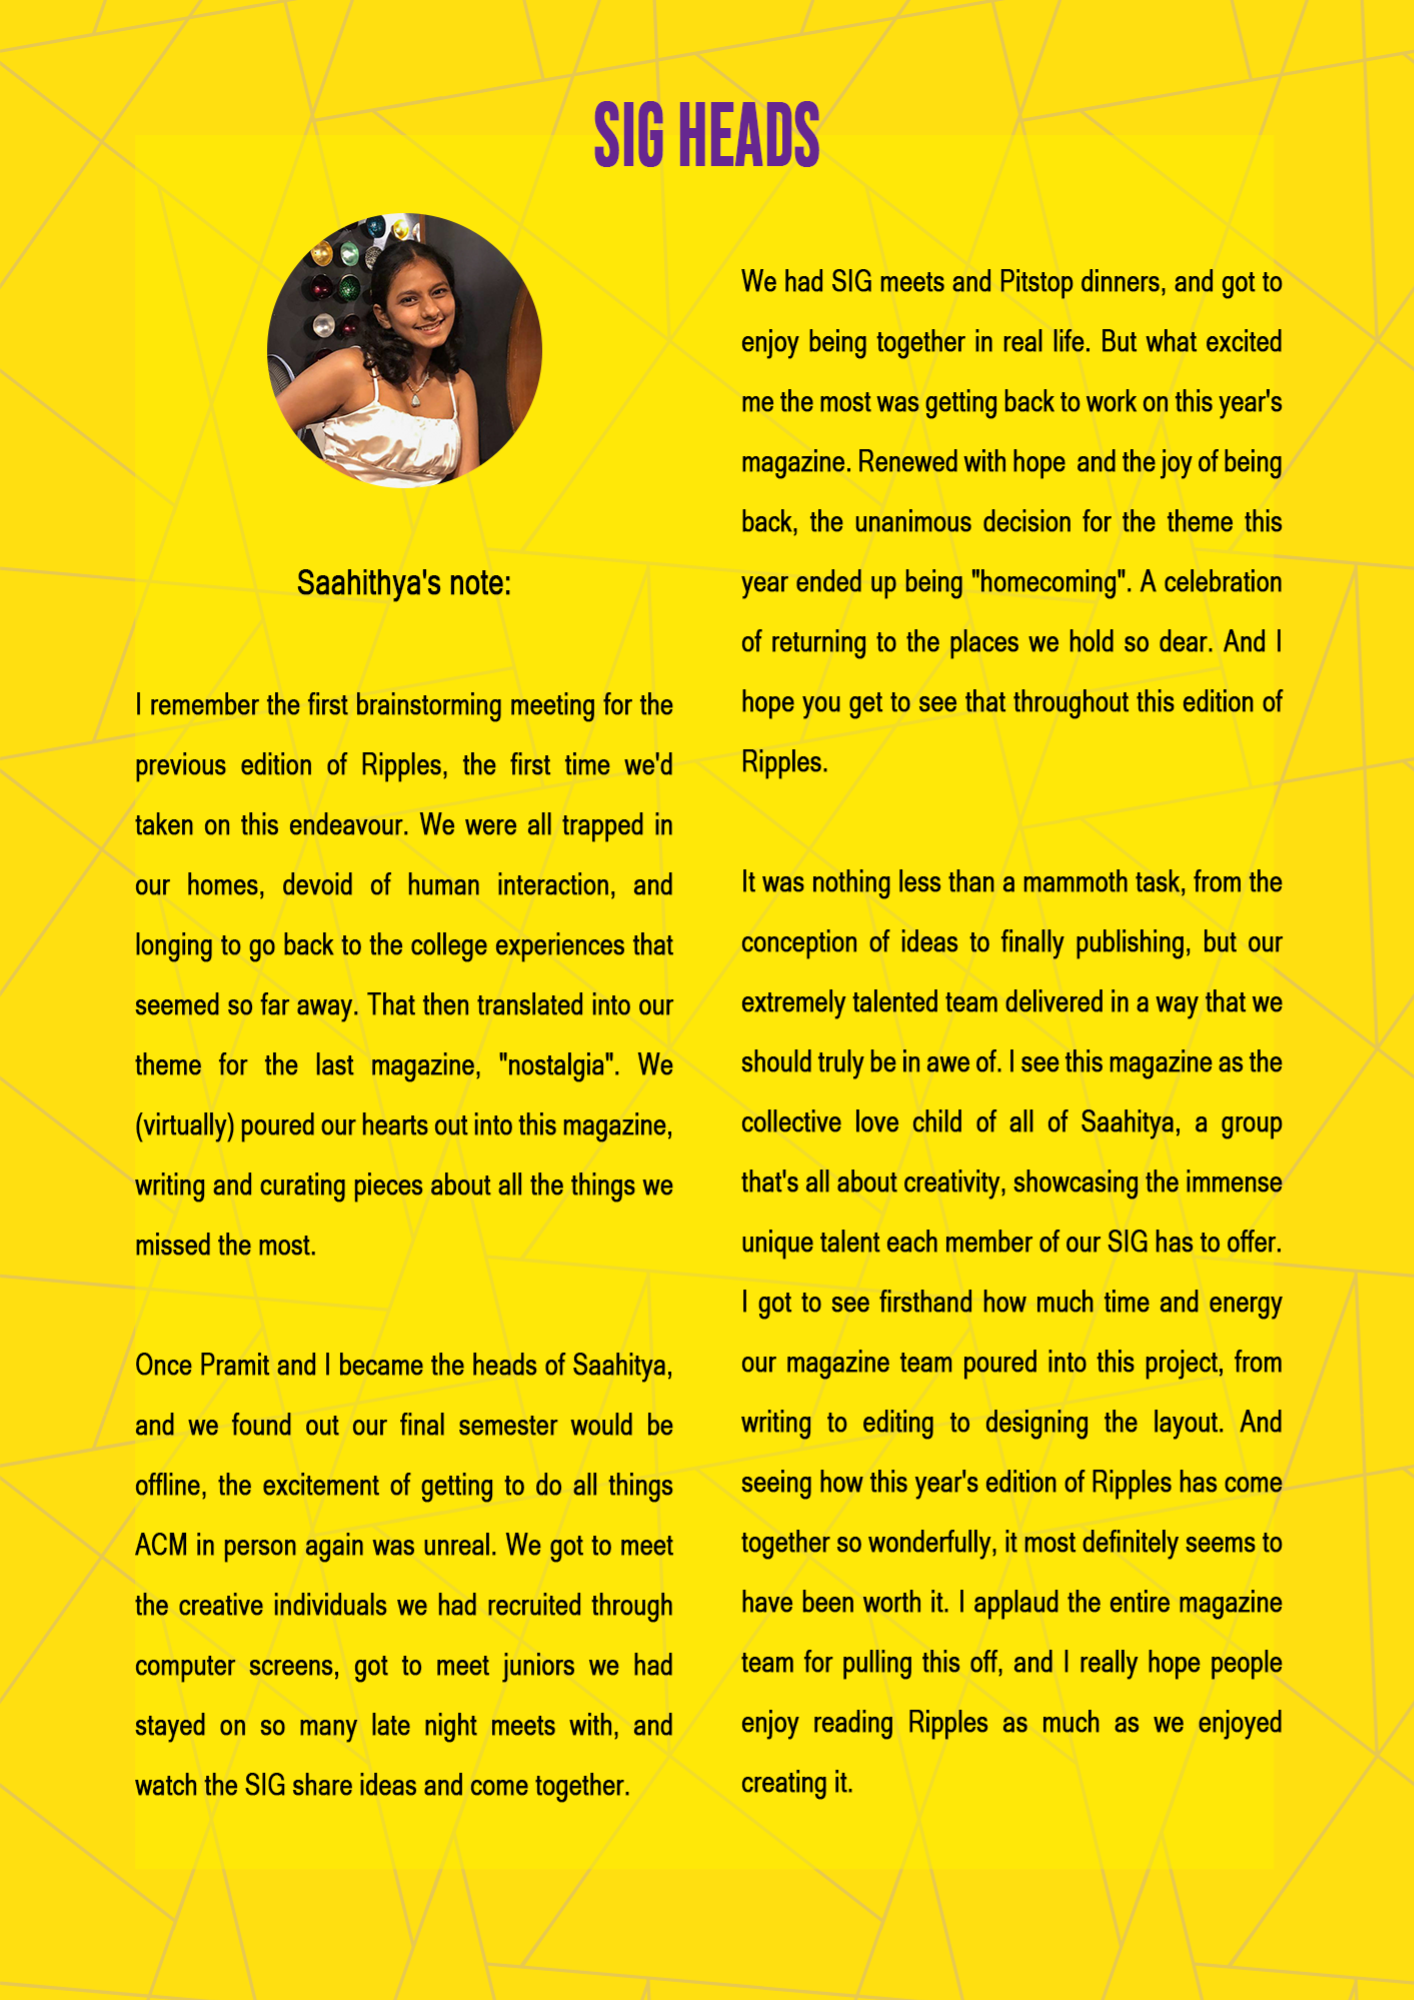 SIG HEADS
Saahithya's note:
I remember the first brainstorming meeting for the
previous edition of Ripples, the first time we'd
taken on this endeavour. We were all trapped in
our homes, devoid of human interaction, and
longing to go back to the college experiences that
seemed so far away. That then translated into our
theme for the last magazine, "nostalgia". We
(virtually) poured our hearts out into this magazine,
writing and curating pieces about all the things we
missed the most.
Once Pramit and I became the heads of Saahitya,
and we found out our final semester would be
offline, the excitement of getting to do all things
ACM in person again was unreal. We got to meet
the creative individuals we had recruited through
computer screens, got to meet juniors we had
stayed on so many late night meets with, and
watch the SIG share ideas and come together.
We had SIG meets and Pitstop dinners, and got to
enjoy being together in real life. But what excited
me the most was getting back to work on this year's
magazine. Renewed with hope  and the joy of being
back, the unanimous decision for the theme this
year ended up being "homecoming". A celebration
of returning to the places we hold so dear. And I
hope you get to see that throughout this edition of
Ripples.
It was nothing less than a mammoth task, from the
conception of ideas to finally publishing, but our
extremely talented team delivered in a way that we
should truly be in awe of. I see this magazine as the
collective love child of all of Saahitya, a group
that's all about creativity, showcasing the immense
unique talent each member of our SIG has to offer.
I got to see firsthand how much time and energy
our magazine team poured into this project, from
writing to editing to designing the layout. And
seeing how this year's edition of Ripples has come
together so wonderfully, it most definitely seems to
have been worth it. I applaud the entire magazine
team for pulling this off, and I really hope people
enjoy reading Ripples as much as we enjoyed
creating it.